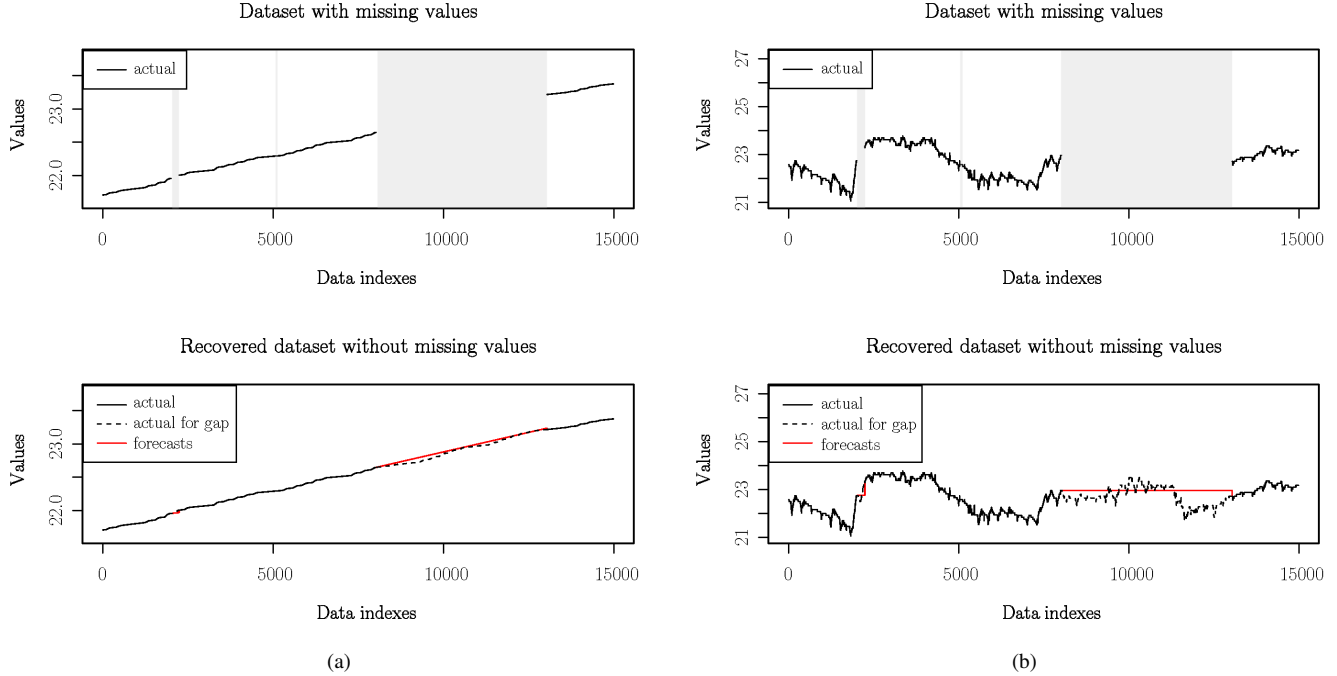 Dataset with missing values
actual
Values
22.0
23.0
0
5000
10000
15000
Data indexes
Recovered dataset without missing values
actual
actual for gap
forecasts
Values
22.0
23.0
0
5000
10000
15000
Data indexes
(a)
Dataset with missing values
actual
Values
21
23
25
27
0
5000
10000
15000
Data indexes
Recovered dataset without missing values
actual
actual for gap
forecasts
Values
21
23
25
27
0
5000
10000
15000
Data indexes
(b)